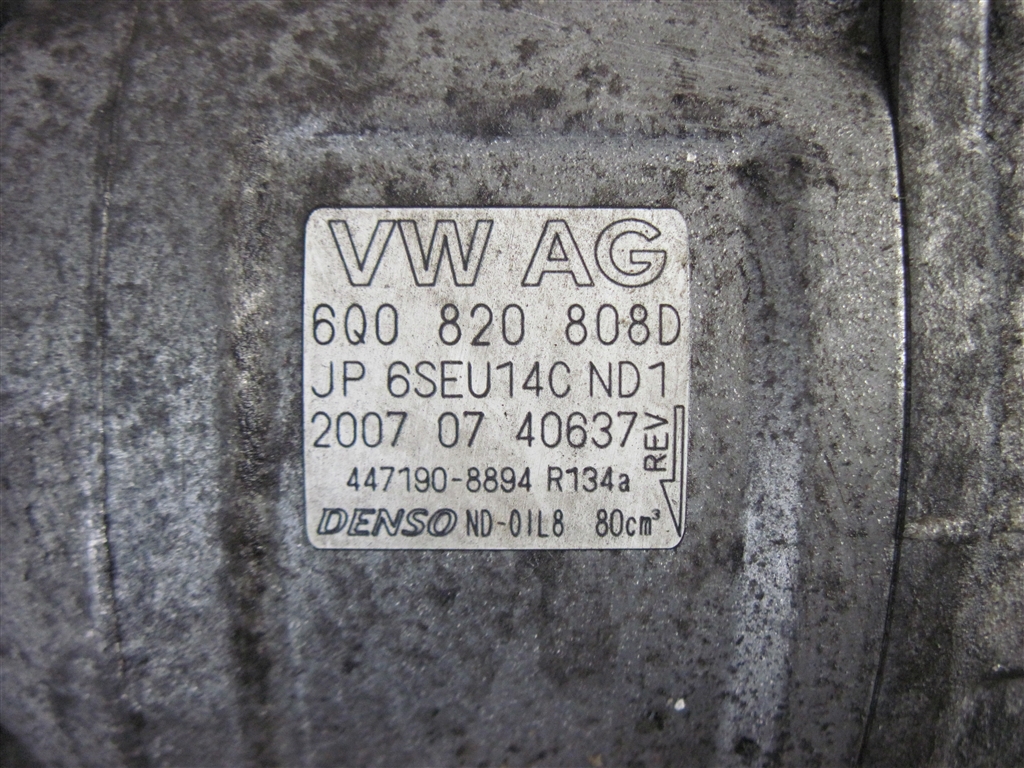 VW AG
6Q0 820 808D
JP 6SEU14C ND1
2007 07 40637
REV
447190-8894 R134a
DENSO ND-OIL8 80cm³